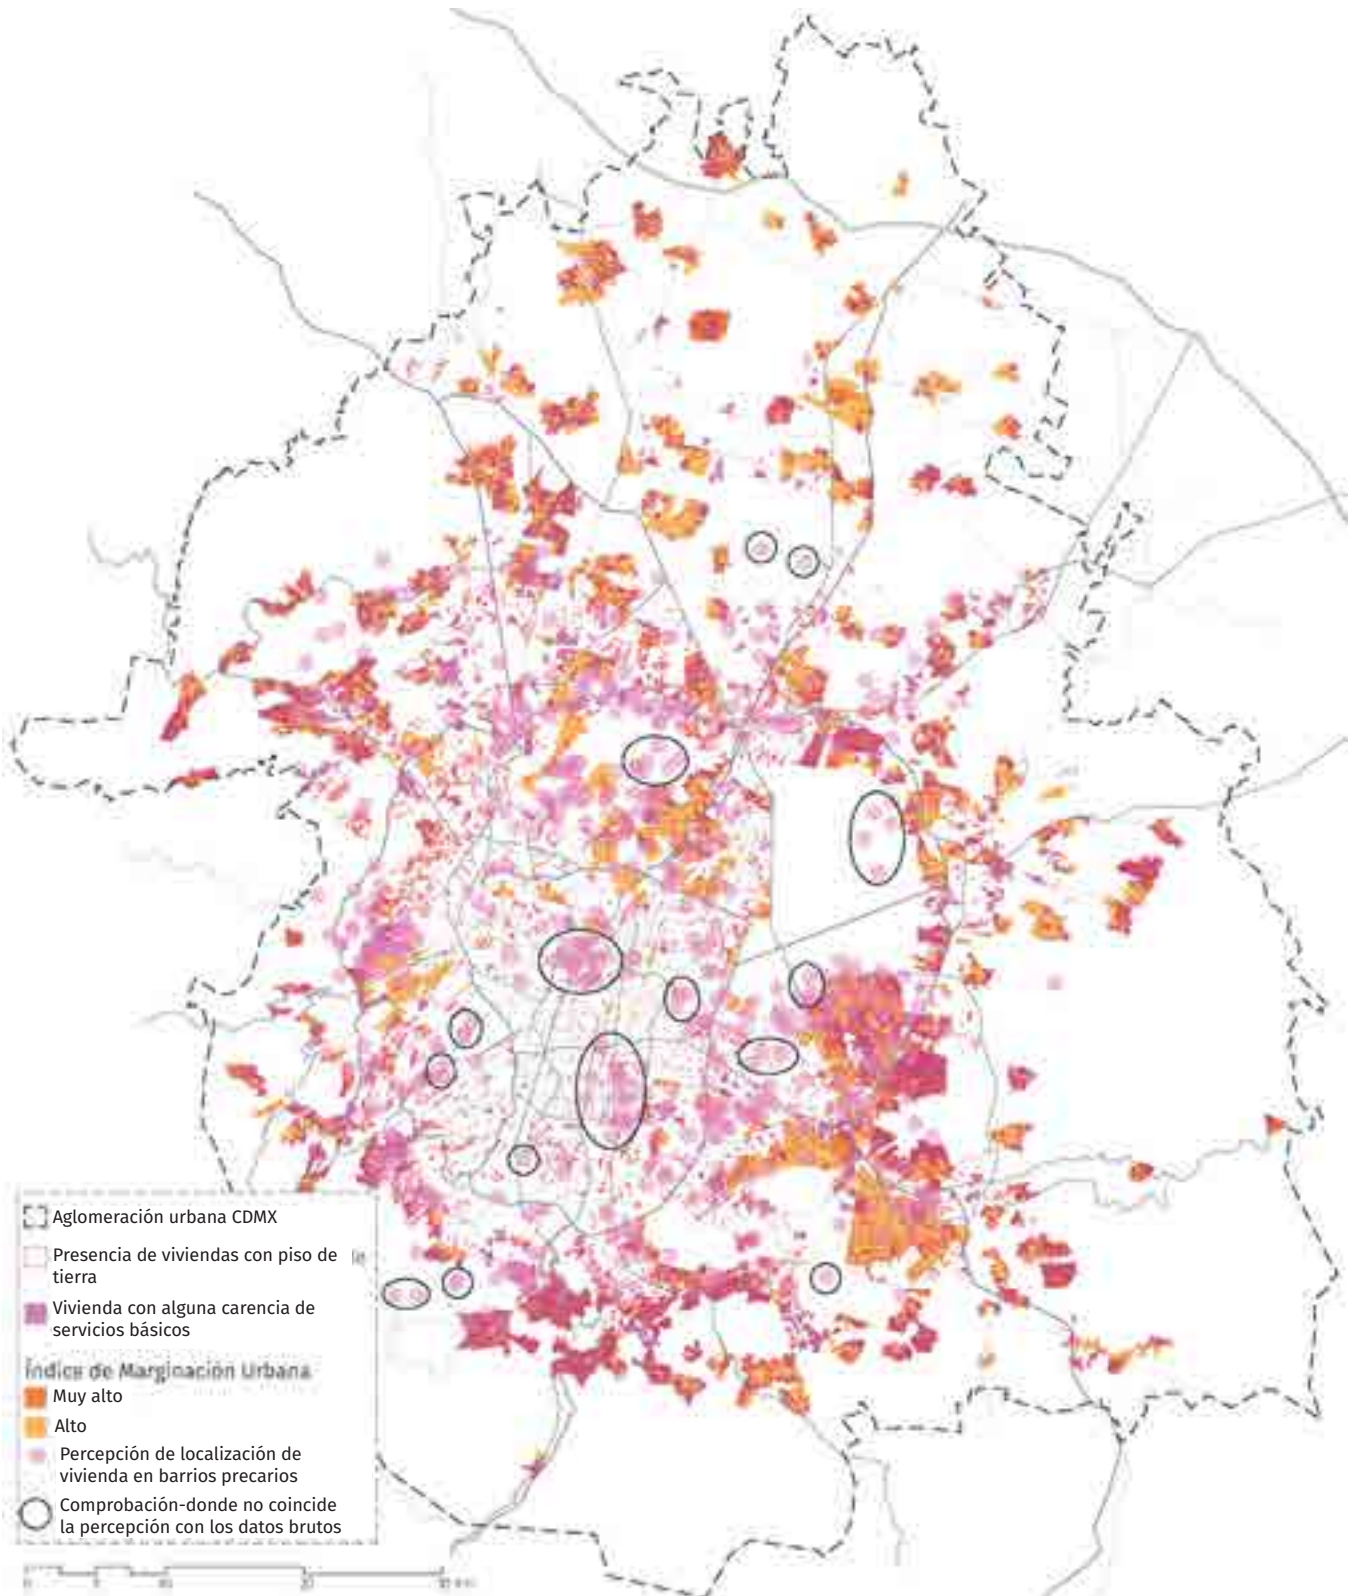 Aglomeración urbana CDMX
Presencia de viviendas con piso de
tierra
Vivienda con alguna carencia de
servicios básicos
Índice de Marginación Urbana
Muy alto
Alto
Percepción de localización de
vivienda en barrios precarios
Comprobación-donde no coincide
la percepción con los datos brutos